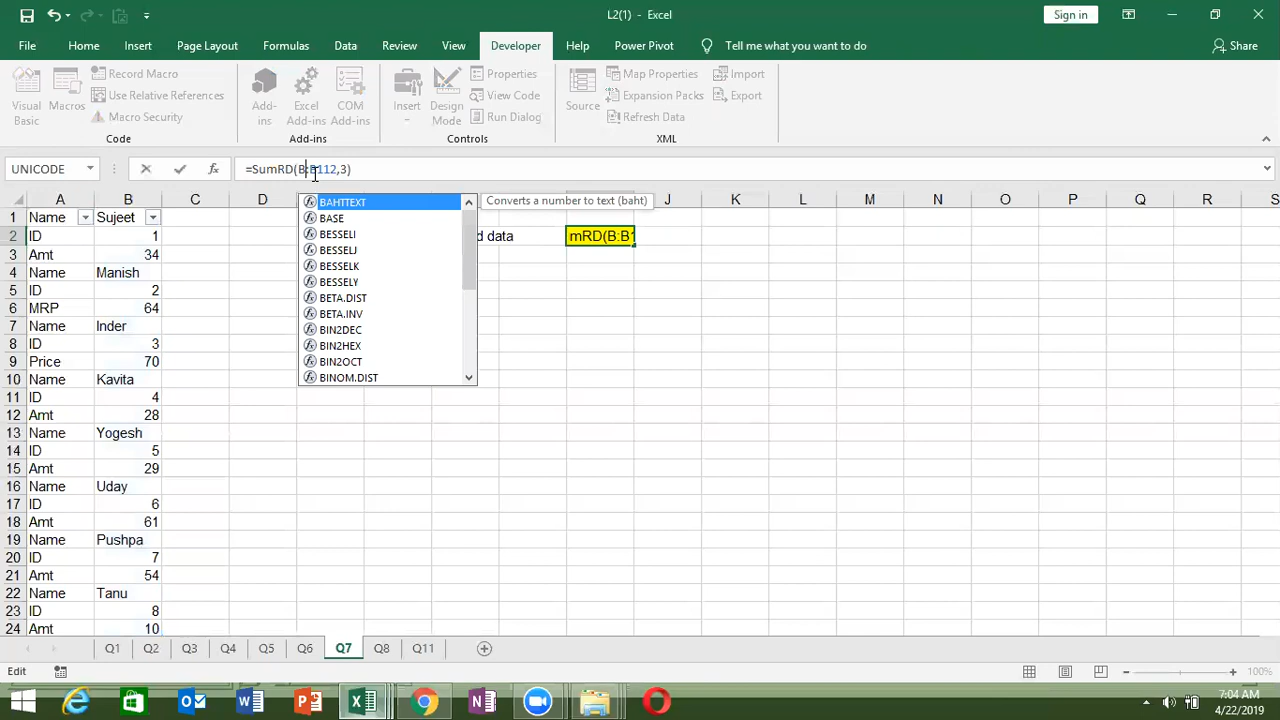 L2(1) - Excel
Sign in
File Home Insert Page Layout Formulas Data Review View Developer Help Power Pivot Tell me what you want to do Share
Visual Basic
Macros
Record Macro
Use Relative References
Macro Security
Code
Add-ins
Excel Add-ins
COM Add-ins
Add-ins
Insert
Design Mode
Properties
View Code
Run Dialog
Controls
Source
Map Properties
Expansion Packs
Refresh Data
Import
Export
XML
UNICODE =SumRD(B:B112,3)
A B C D J K L M N O P Q R S
BAHTTEXT
BASE
BESSELI
BESSELJ
BESSELK
BESSELY
BETA.DIST
BETA.INV
BIN2DEC
BIN2HEX
BIN2OCT
BINOM.DIST
Converts a number to text (baht)
1 Name Sujeet
2 ID 1 d data mRD(B:B1
3 Amt 34
4 Name Manish
5 ID 2
6 MRP 64
7 Name Inder
8 ID 3
9 Price 70
10 Name Kavita
11 ID 4
12 Amt 28
13 Name Yogesh
14 ID 5
15 Amt 29
16 Name Uday
17 ID 6
18 Amt 61
19 Name Pushpa
20 ID 7
21 Amt 54
22 Name Tanu
23 ID 8
24 Amt 10
Q1 Q2 Q3 Q4 Q5 Q6 Q7 Q8 Q11
Edit
100%
7:04 AM
4/22/2019